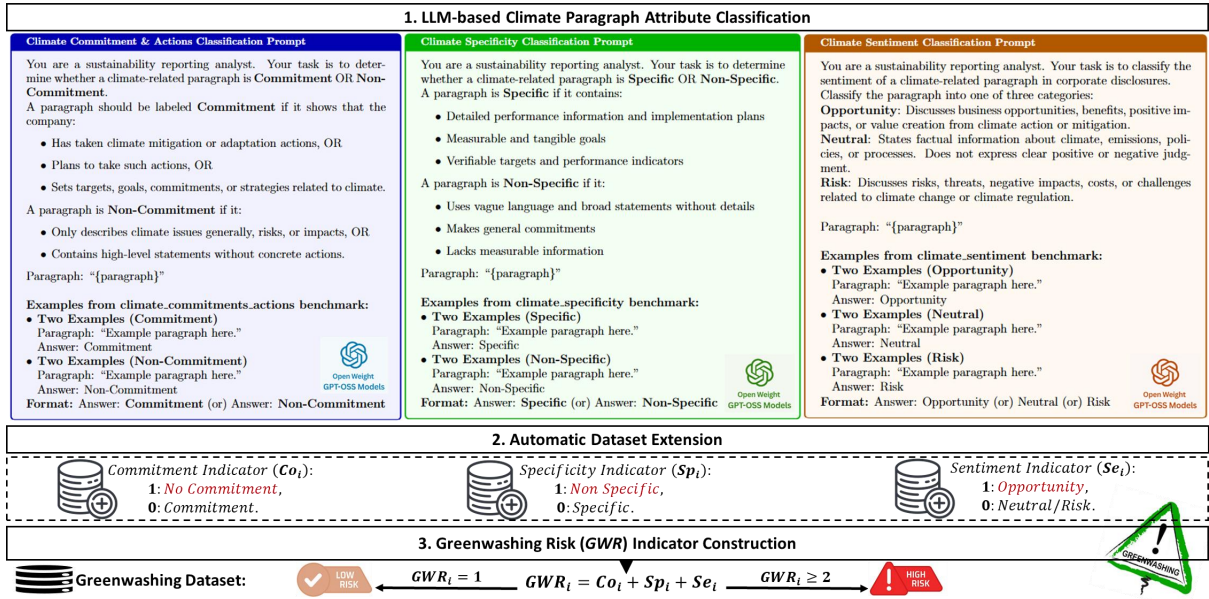 1. LLM-based Climate Paragraph Attribute Classification
Climate Commitment & Actions Classification Prompt
You are a sustainability reporting analyst. Your task is to deter-
mine whether a climate-related paragraph is Commitment OR Non-
Commitment.
A paragraph should be labeled Commitment if it shows that the
company:
• Has taken climate mitigation or adaptation actions, OR
• Plans to take such actions, OR
• Sets targets, goals, commitments, or strategies related to climate.
A paragraph is Non-Commitment if it:
• Only describes climate issues generally, risks, or impacts, OR
• Contains high-level statements without concrete actions.
Paragraph: “{paragraph}”
Examples from climate_commitments_actions benchmark:
• Two Examples (Commitment)
Paragraph: “Example paragraph here.”
Answer: Commitment
• Two Examples (Non-Commitment)
Paragraph: “Example paragraph here.”
Answer: Non-Commitment
Format: Answer: Commitment (or) Answer: Non-Commitment
Open Weight
GPT-OSS Models
Climate Specificity Classification Prompt
You are a sustainability reporting analyst. Your task is to determine
whether a climate-related paragraph is Specific OR Non-Specific.
A paragraph is Specific if it contains:
• Detailed performance information and implementation plans
• Measurable and tangible goals
• Verifiable targets and performance indicators
A paragraph is Non-Specific if it:
• Uses vague language and broad statements without details
• Makes general commitments
• Lacks measurable information
Paragraph: “{paragraph}”
Examples from climate_specificity benchmark:
• Two Examples (Specific)
Paragraph: “Example paragraph here.”
Answer: Specific
• Two Examples (Non-Specific)
Paragraph: “Example paragraph here.”
Answer: Non-Specific
Format: Answer: Specific (or) Answer: Non-Specific
Open Weight
GPT-OSS Models
Climate Sentiment Classification Prompt
You are a sustainability reporting analyst. Your task is to classify the
sentiment of a climate-related paragraph in corporate disclosures.
Classify the paragraph into one of three categories:
Opportunity: Discusses business opportunities, benefits, positive im-
pacts, or value creation from climate action or mitigation.
Neutral: States factual information about climate, emissions, poli-
cies, or processes. Does not express clear positive or negative judg-
ment.
Risk: Discusses risks, threats, negative impacts, costs, or challenges
related to climate change or climate regulation.
Paragraph: “{paragraph}”
Examples from climate_sentiment benchmark:
• Two Examples (Opportunity)
Paragraph: “Example paragraph here.”
Answer: Opportunity
• Two Examples (Neutral)
Paragraph: “Example paragraph here.”
Answer: Neutral
• Two Examples (Risk)
Paragraph: “Example paragraph here.”
Answer: Risk
Format: Answer: Opportunity (or) Neutral (or) Risk
Open Weight
GPT-OSS Models
2. Automatic Dataset Extension
Commitment Indicator (Co_i):
1: No Commitment,
0: Commitment.
Specificity Indicator (Sp_i):
1: Non Specific,
0: Specific.
Sentiment Indicator (Se_i):
1: Opportunity,
0: Neutral/Risk.
3. Greenwashing Risk (GWR) Indicator Construction
GREENWASHING
Greenwashing Dataset:
LOW
RISK
GWR_i = 1
GWR_i = Co_i + Sp_i + Se_i
GWR_i ≥ 2
HIGH
RISK